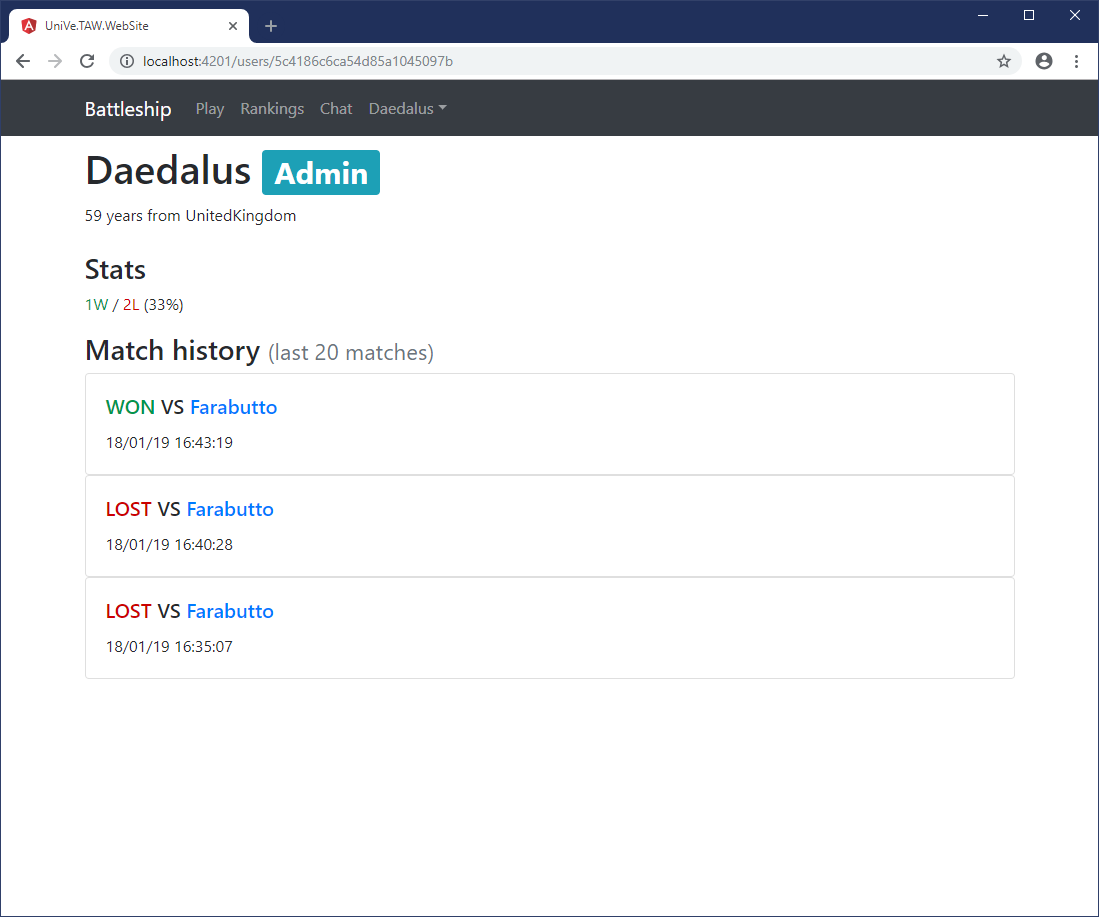 UniVe.TAW.WebSite
localhost:4201/users/5c4186c6ca54d85a1045097b
Battleship Play Rankings Chat Daedalus
Daedalus Admin
59 years from UnitedKingdom
Stats
1W / 2L (33%)
Match history (last 20 matches)
WON VS Farabutto
18/01/19 16:43:19
LOST VS Farabutto
18/01/19 16:40:28
LOST VS Farabutto
18/01/19 16:35:07